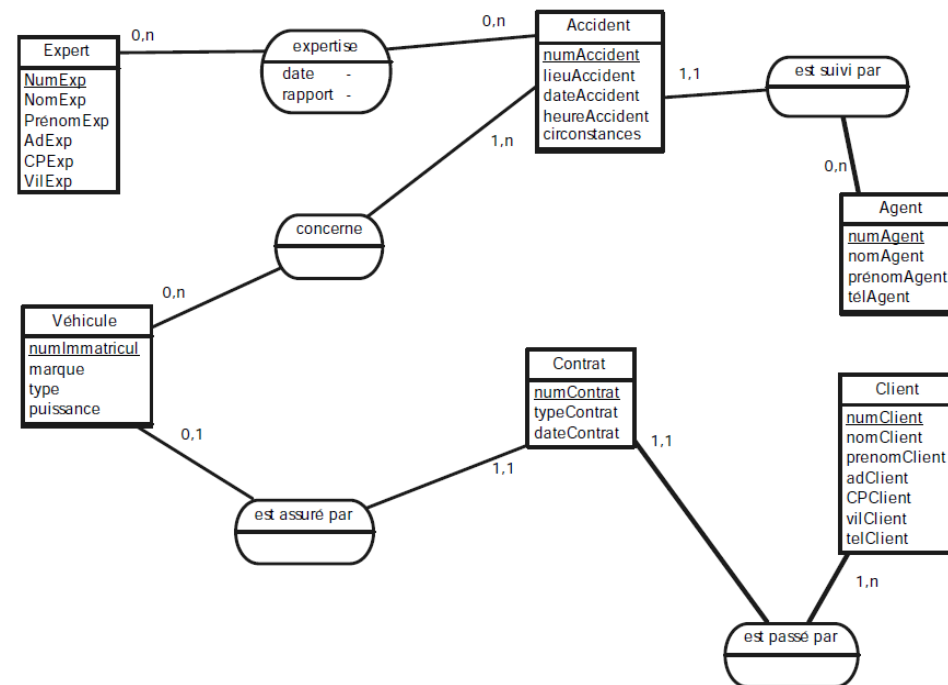 0,n
0,n
Expert
NumExp
NomExp
PrénomExp
AdExp
CPExp
VilExp
expertise
date -
rapport -
Accident
numAccident
lieuAccident
dateAccident
heureAccident
circonstances
1,1
est suivi par
1,n
0,n
Agent
numAgent
nomAgent
prénomAgent
télAgent
concerne
0,n
Véhicule
numImmatricul
marque
type
puissance
Contrat
numContrat
typeContrat
dateContrat
Client
numClient
nomClient
prenomClient
adClient
CPClient
vilClient
telClient
0,1
1,1
1,1
est assuré par
1,n
est passé par